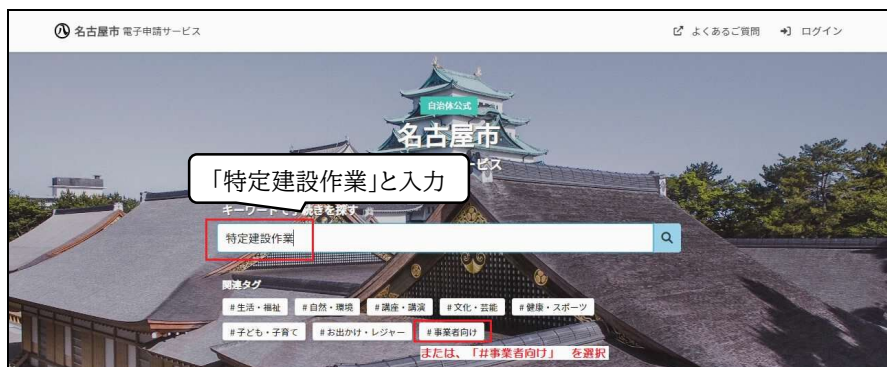 名古屋市 電子申請サービス
よくあるご質問
ログイン
自治体公式
名古屋市
ビス
「特定建設作業」と入力
キーワードで手続きを探す
特定建設作業
関連タグ
#生活・福祉 #自然・環境 #講座・講演 #文化・芸能 #健康・スポーツ
#子ども・子育て #お出かけ・レジャー #事業者向け
または、「#事業者向け」 を選択